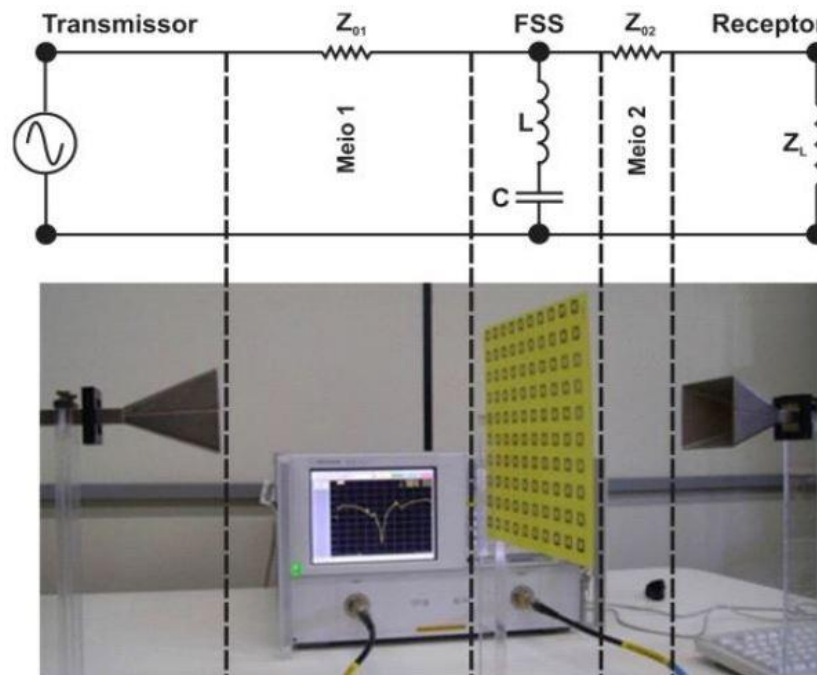 Transmissor
Z01
FSS
Z02
Receptor
Meio 1
L
C
Meio 2
ZL